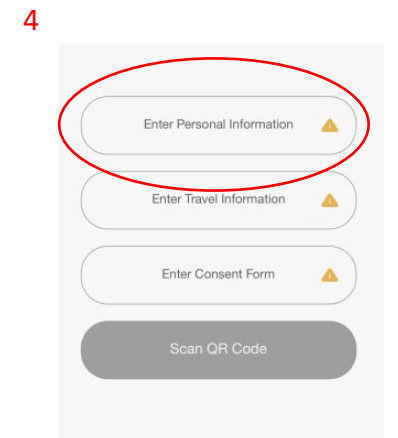 4
Enter Personal Information
Enter Travel Information
Enter Consent Form
Scan QR Code